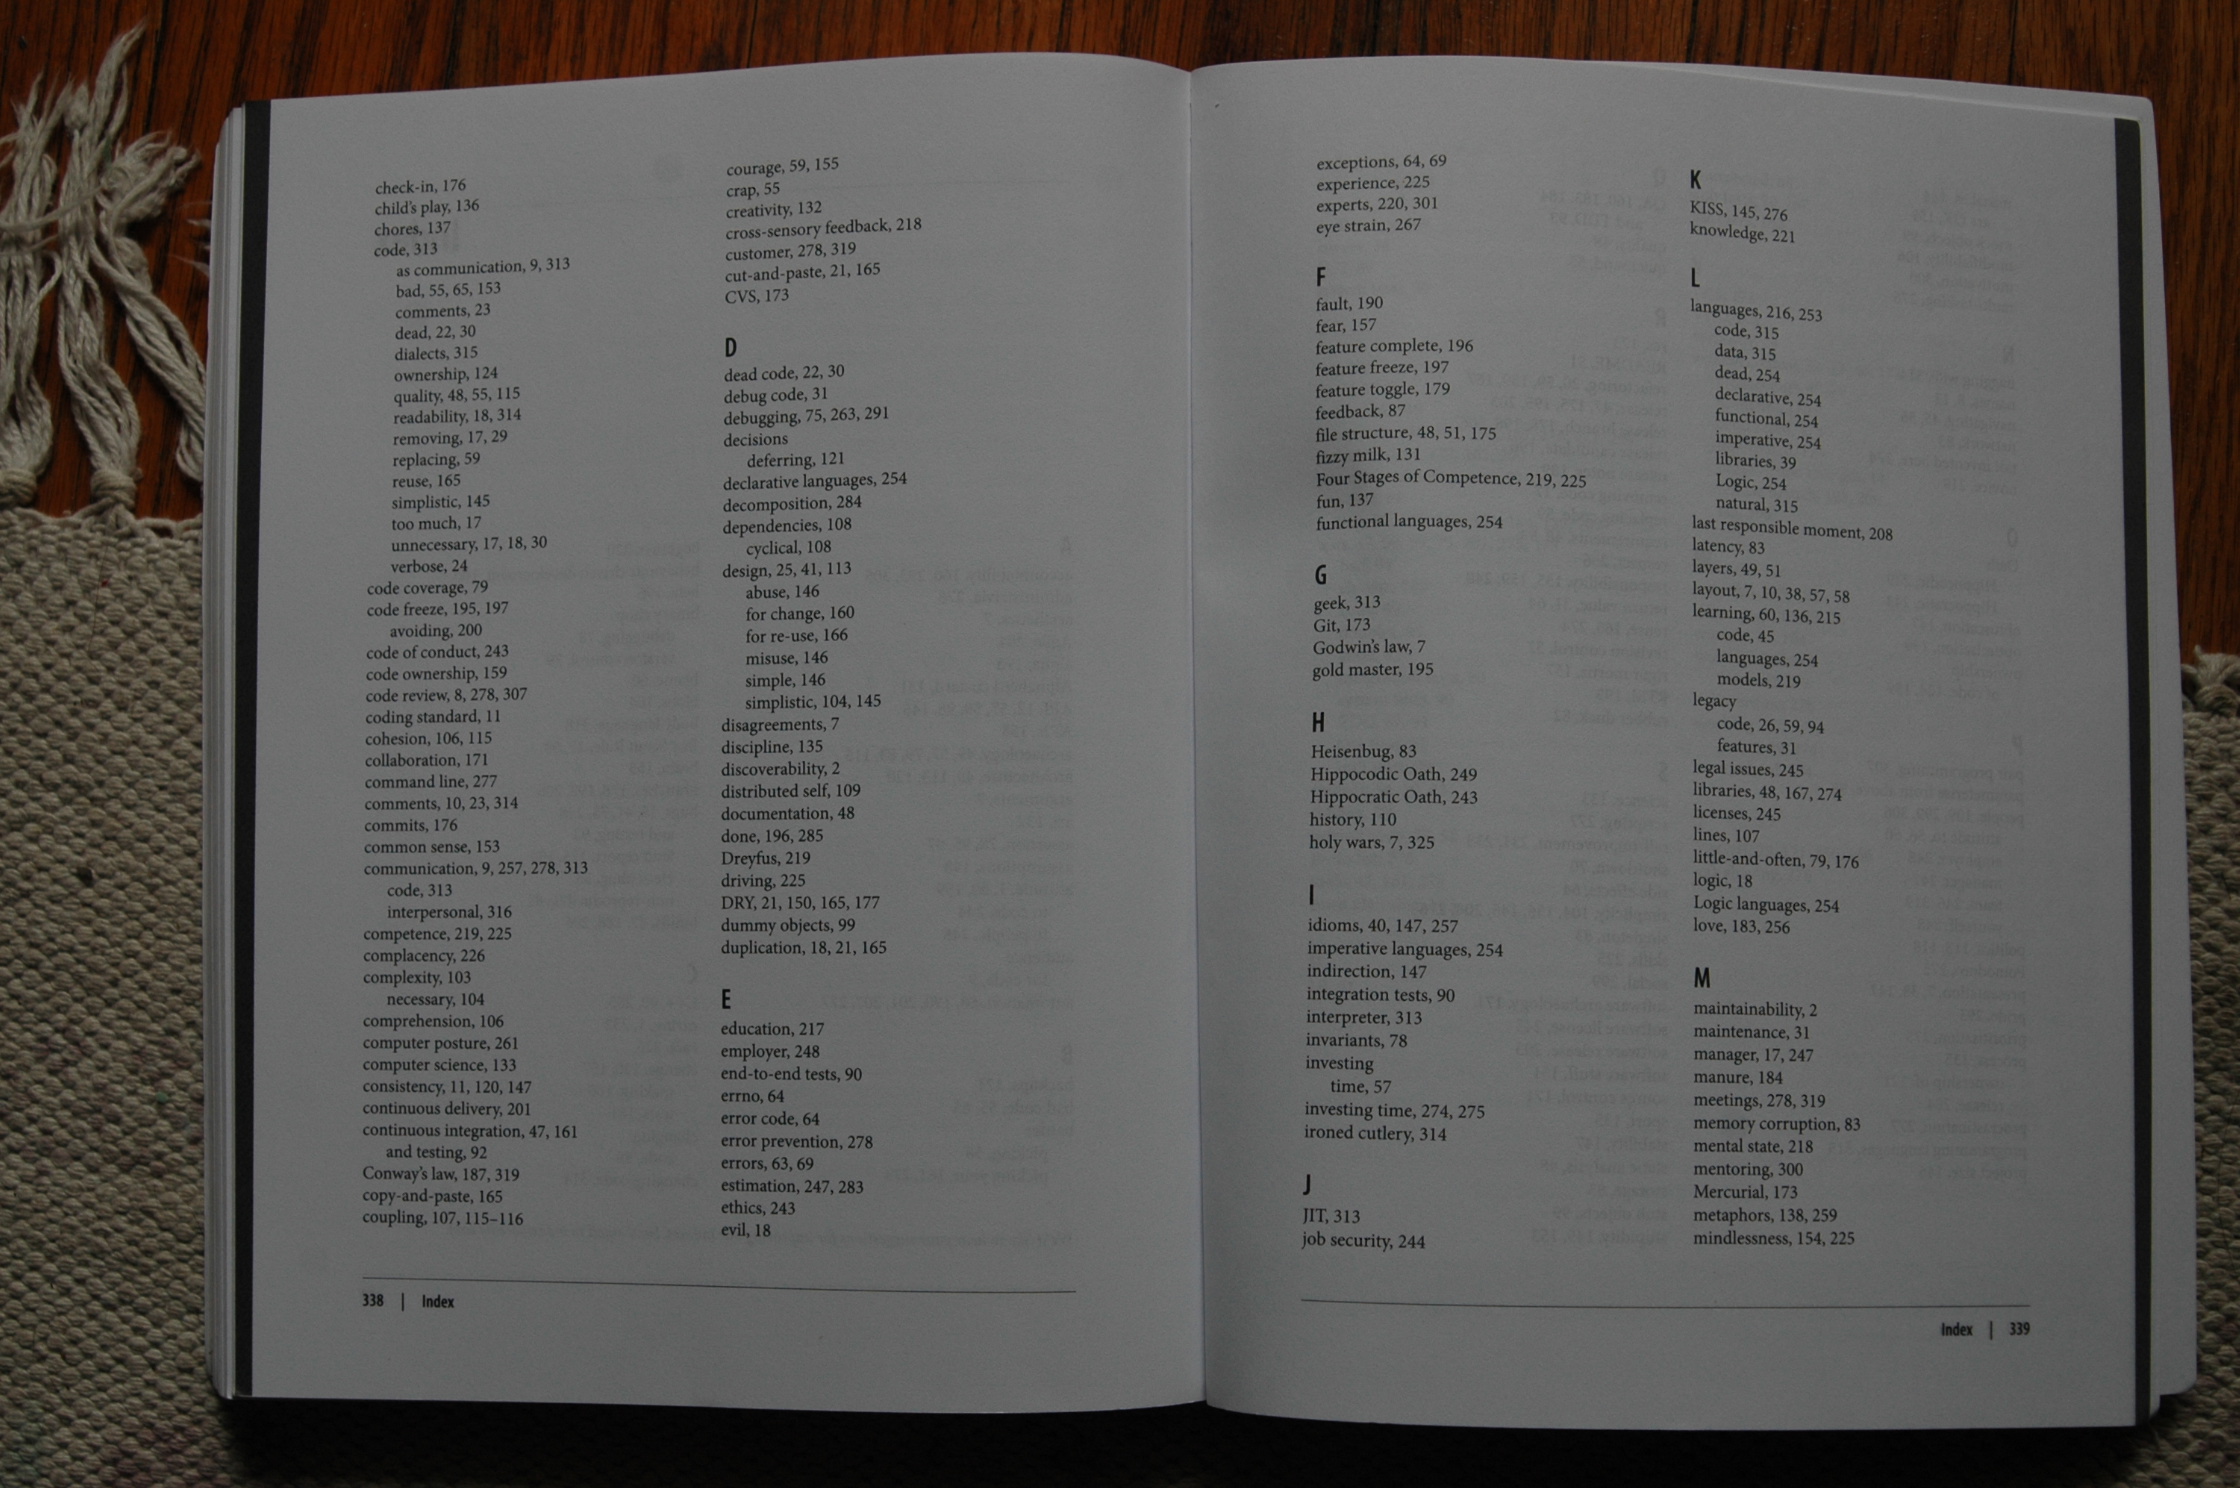 check-in, 176
child's play, 136
chores, 137
code, 313
as communication, 9, 313
bad, 55, 65, 153
comments, 23
dead, 22, 30
dialects, 315
ownership, 124
quality, 48, 55, 115
readability, 18, 314
removing, 17, 29
replacing, 59
reuse, 165
simplistic, 145
too much, 17
unnecessary, 17, 18, 30
verbose, 24
code coverage, 79
code freeze, 195, 197
avoiding, 200
code of conduct, 243
code ownership, 159
code review, 8, 278, 307
coding standard, 11
cohesion, 106, 115
collaboration, 171
command line, 277
comments, 10, 23, 314
commits, 176
common sense, 153
communication, 9, 257, 278, 313
code, 313
interpersonal, 316
competence, 219, 225
complacency, 226
complexity, 103
necessary, 104
comprehension, 106
computer posture, 261
computer science, 133
consistency, 11, 120, 147
continuous delivery, 201
continuous integration, 47, 161
and testing, 92
Conway's law, 187, 319
copy-and-paste, 165
coupling, 107, 115–116
courage, 59, 155
crap, 55
creativity, 132
cross-sensory feedback, 218
customer, 278, 319
cut-and-paste, 21, 165
CVS, 173
D
dead code, 22, 30
debug code, 31
debugging, 75, 263, 291
decisions
deferring, 121
declarative languages, 254
decomposition, 284
dependencies, 108
cyclical, 108
design, 25, 41, 113
abuse, 146
for change, 160
for re-use, 166
misuse, 146
simple, 146
simplistic, 104, 145
disagreements, 7
discipline, 135
discoverability, 2
distributed self, 109
documentation, 48
done, 196, 285
Dreyfus, 219
driving, 225
DRY, 21, 150, 165, 177
dummy objects, 99
duplication, 18, 21, 165
E
education, 217
employer, 248
end-to-end tests, 90
errno, 64
error code, 64
error prevention, 278
errors, 63, 69
estimation, 247, 283
ethics, 243
evil, 18
338 | Index
exceptions, 64, 69
experience, 225
experts, 220, 301
eye strain, 267
F
fault, 190
fear, 157
feature complete, 196
feature freeze, 197
feature toggle, 179
feedback, 87
file structure, 48, 51, 175
fizzy milk, 131
Four Stages of Competence, 219, 225
fun, 137
functional languages, 254
G
geek, 313
Git, 173
Godwin's law, 7
gold master, 195
H
Heisenbug, 83
Hippocodic Oath, 249
Hippocratic Oath, 243
history, 110
holy wars, 7, 325
I
idioms, 40, 147, 257
imperative languages, 254
indirection, 147
integration tests, 90
interpreter, 313
invariants, 78
investing
time, 57
investing time, 274, 275
ironed cutlery, 314
J
JIT, 313
job security, 244
K
KISS, 145, 276
knowledge, 221
L
languages, 216, 253
code, 315
data, 315
dead, 254
declarative, 254
functional, 254
imperative, 254
libraries, 39
Logic, 254
natural, 315
last responsible moment, 208
latency, 83
layers, 49, 51
layout, 7, 10, 38, 57, 58
learning, 60, 136, 215
code, 45
languages, 254
models, 219
legacy
code, 26, 59, 94
features, 31
legal issues, 245
libraries, 48, 167, 274
licenses, 245
lines, 107
little-and-often, 79, 176
logic, 18
Logic languages, 254
love, 183, 256
M
maintainability, 2
maintenance, 31
manager, 17, 247
manure, 184
meetings, 278, 319
memory corruption, 83
mental state, 218
mentoring, 300
Mercurial, 173
metaphors, 138, 259
mindlessness, 154, 225
Index | 339